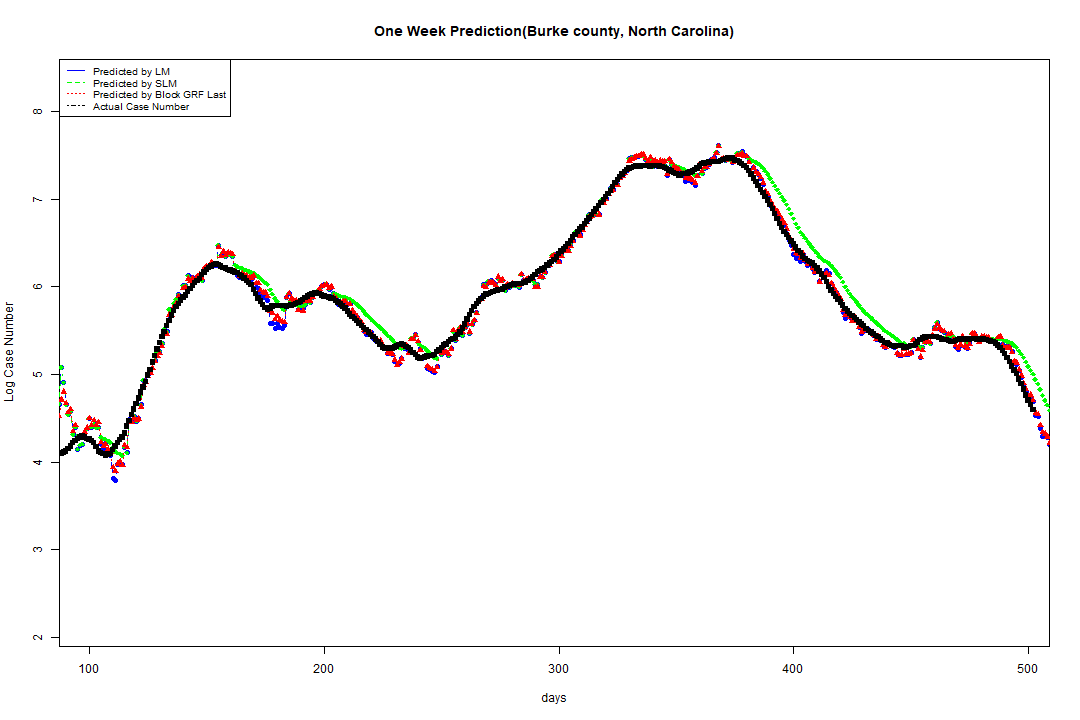 One Week Prediction(Burke county, North Carolina)
Predicted by LM
Predicted by SLM
Predicted by Block GRF Last
Actual Case Number
8
7
6
5
4
3
2
Log Case Number
100 200 300 400 500
days